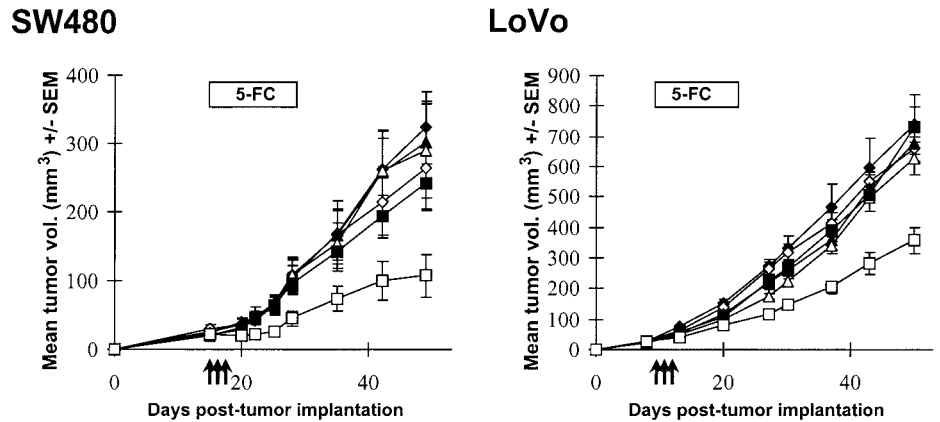 SW480
LoVo
Mean tumor vol. (mm³) +/- SEM
400
300
200
100
0
5-FC
0
20
40
Days post-tumor implantation
Mean tumor vol. (mm³) +/- SEM
900
800
700
600
500
400
300
200
100
0
5-FC
0
20
40
Days post-tumor implantation